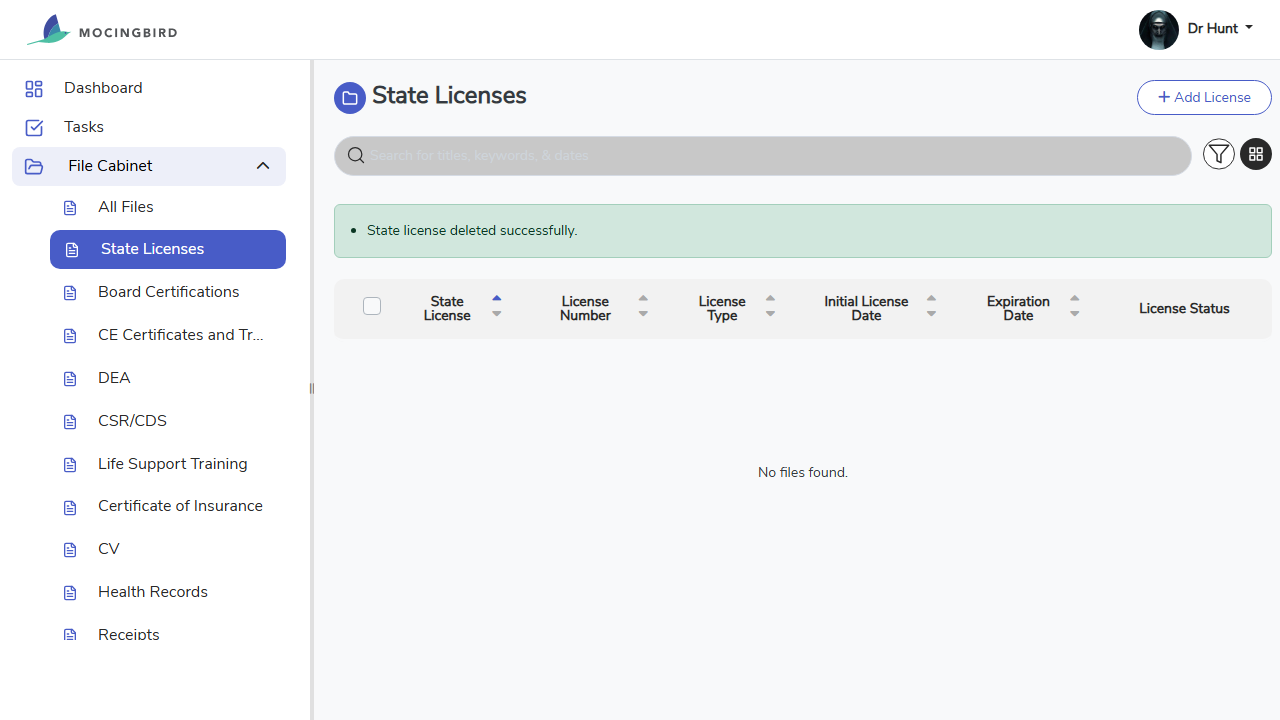 MOCINGBIRD
Dr Hunt
Dashboard
Tasks
File Cabinet
All Files
State Licenses
Board Certifications
CE Certificates and Tr...
DEA
CSR/CDS
Life Support Training
Certificate of Insurance
CV
Health Records
Receipts
State Licenses
+ Add License
Search for titles, keywords, & dates
State license deleted successfully.
State License
License Number
License Type
Initial License Date
Expiration Date
License Status
No files found.